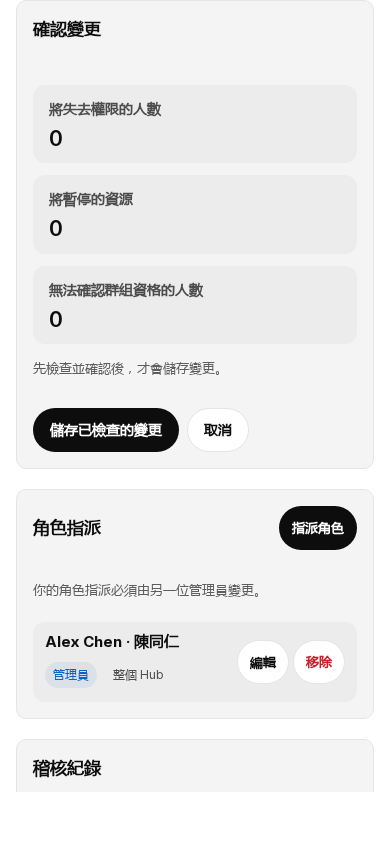 確認變更
將失去權限的人數
0
將暫停的資源
0
無法確認群組資格的人數
0
先檢查並確認後，才會儲存變更。
儲存已檢查的變更
取消
角色指派
指派角色
你的角色指派必須由另一位管理員變更。
Alex Chen · 陳同仁
管理員
整個 Hub
編輯
移除
稽核紀錄